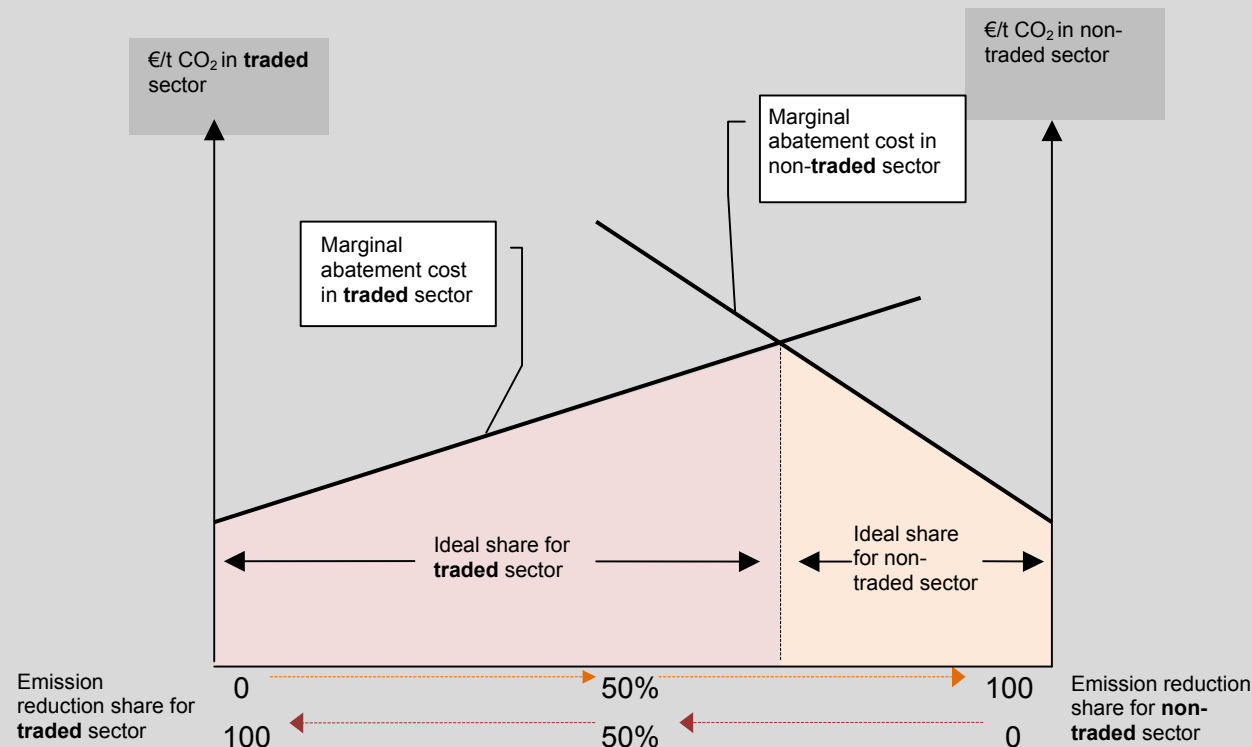 €/t CO2 in traded
sector
€/t CO2 in non-
traded sector
Marginal
abatement cost in
non-traded sector
Marginal
abatement cost
in traded sector
Ideal share for
traded sector
Ideal share
for non-
traded sector
Emission
reduction share for
traded sector
0
50%
100
100
50%
0
Emission reduction
share for non-
traded sector